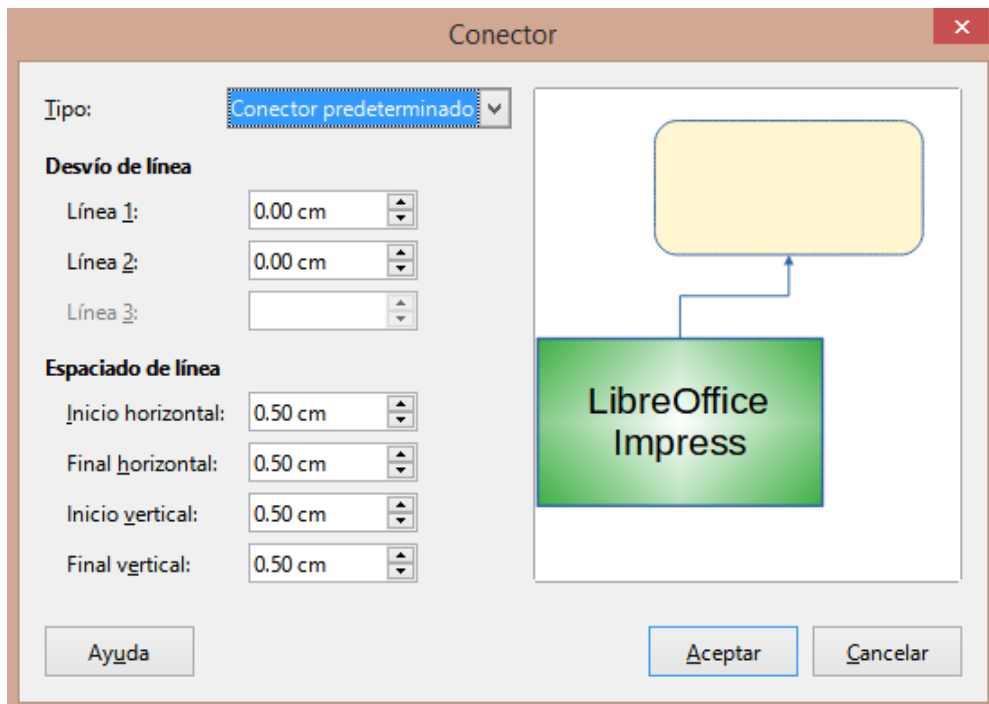 Conector
Tipo: Conector predeterminado
Desvío de línea
Línea 1: 0.00 cm
Línea 2: 0.00 cm
Línea 3:
Espaciado de línea
Inicio horizontal: 0.50 cm
Final horizontal: 0.50 cm
Inicio vertical: 0.50 cm
Final vertical: 0.50 cm
LibreOffice
Impress
Ayuda
Aceptar
Cancelar